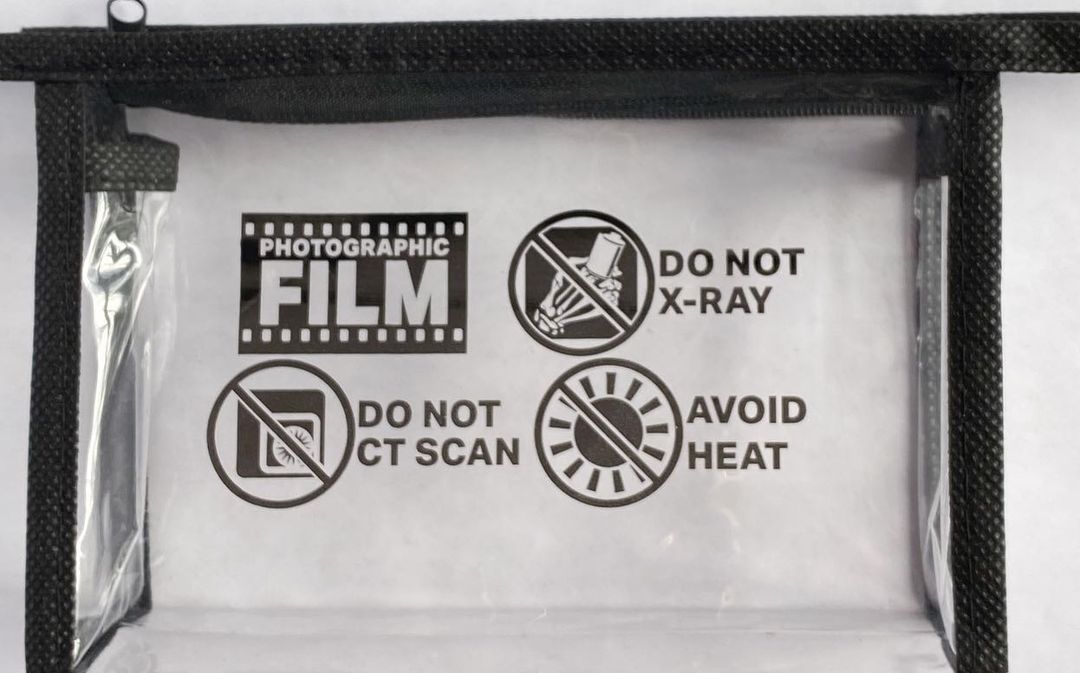 PHOTOGRAPHIC
FILM
DO NOT
X-RAY
DO NOT
CT SCAN
AVOID
HEAT